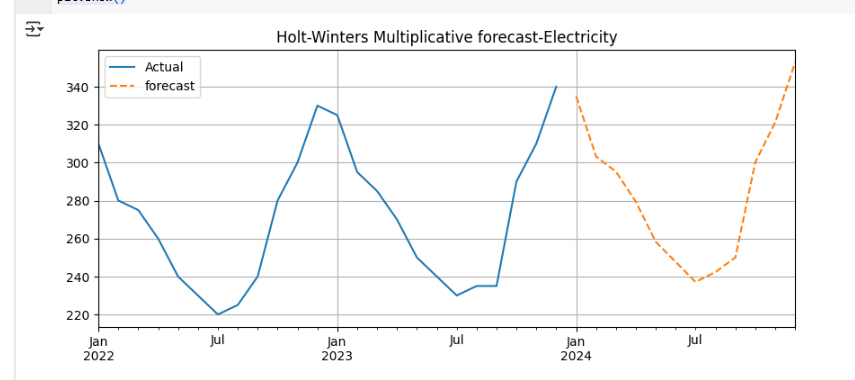 Holt-Winters Multiplicative forecast-Electricity
Actual
forecast
340
320
300
280
260
240
220
Jan Jul Jan Jul Jan Jul
2022 2023 2024